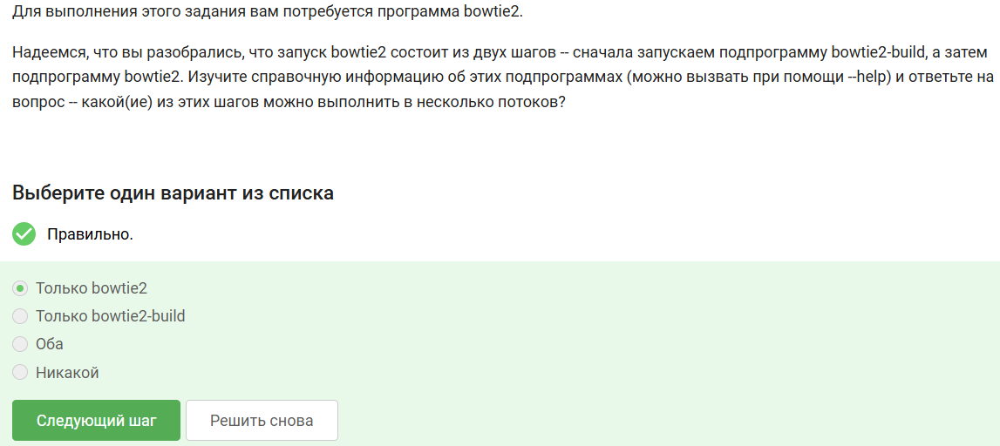 Для выполнения этого задания вам потребуется программа bowtie2.
Надеемся, что вы разобрались, что запуск bowtie2 состоит из двух шагов -- сначала запускаем подпрограмму bowtie2-build, а затем
подпрограмму bowtie2. Изучите справочную информацию об этих подпрограммах (можно вызвать при помощи --help) и ответьте на
вопрос -- какой(ие) из этих шагов можно выполнить в несколько потоков?
Выберите один вариант из списка
Правильно.
Только bowtie2
Только bowtie2-build
Оба
Никакой
Следующий шаг
Решить снова